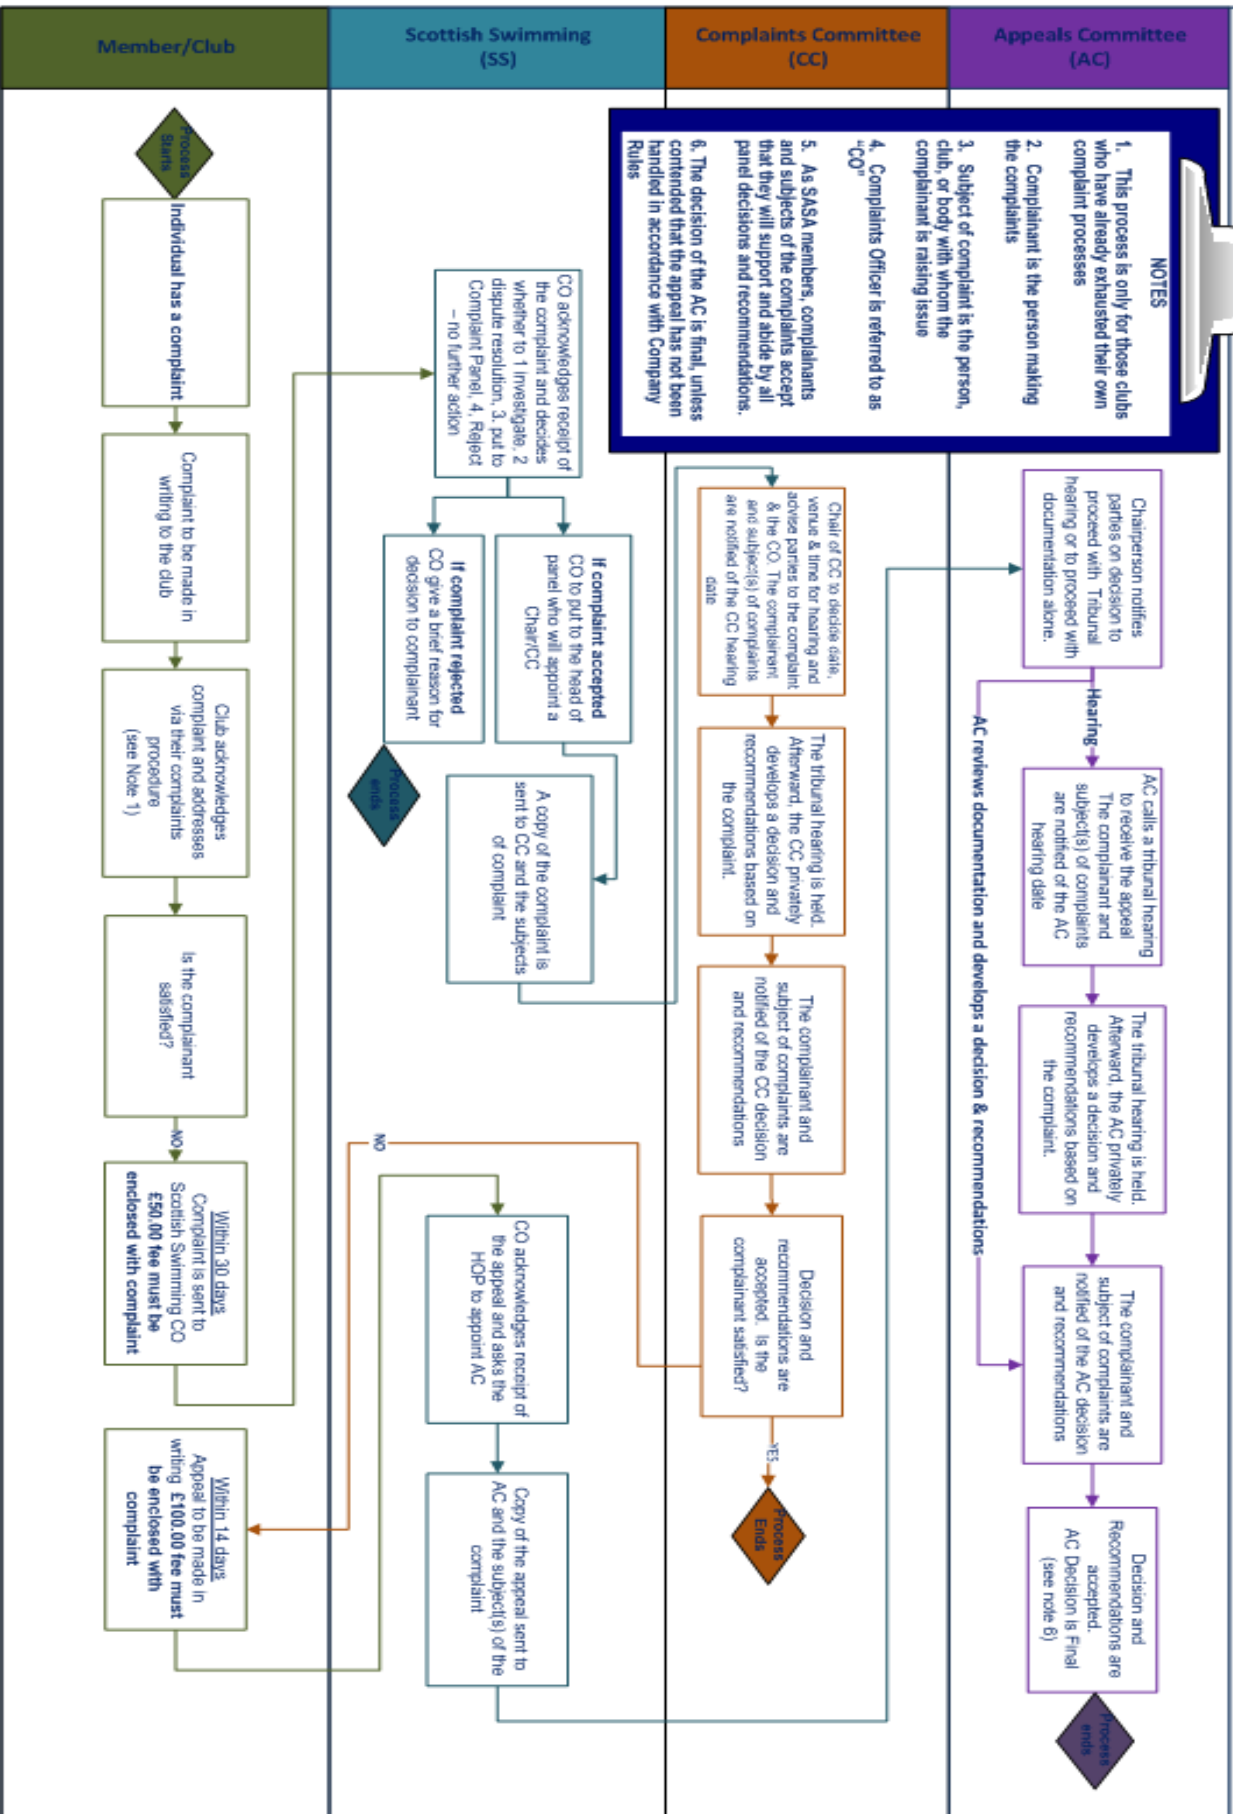 Member/Club
Scottish Swimming
(SS)
Complaints Committee
(CC)
Appeals Committee
(AC)
NOTES
1. This process is only for those clubs
who have already exhausted their own
complaint processes
2. Complainant is the person making
the complaints
3. Subject of complaint is the person,
club, or body with whom the
complainant is raising issue
4. Complaints Officer is referred to as
“CO”
5. As SASA members, complainants
and subjects of the complaints accept
that they will support and abide by all
panel decisions and recommendations.
6. The decision of the AC is final, unless
contended that the appeal has not been
handled in accordance with Company
Rules
Process
Starts
Individual has a complaint
Complaint to be made in
writing to the club
Club acknowledges
complaint and addresses
via their complaints
procedure
(see Note 1)
Is the complainant
satisfied?
NO
Within 30 days
Complaint is sent to
Scottish Swimming CO
£50.00 fee must be
enclosed with complaint
Within 14 days
Appeal to be made in
writing £100.00 fee must
be enclosed with
complaint
CO acknowledges receipt of
the complaint and decides
whether to 1 Investigate, 2
dispute resolution, 3. put to
Complaint Panel, 4, Reject
– no further action
If complaint accepted
CO to put to the head of
panel who will appoint a
Chair/CC
If complaint rejected
CO give a brief reason for
decision to complainant
Process
ends
A copy of the complaint is
sent to CC and the subjects
of complaint
NO
CO acknowledges receipt of
the appeal and asks the
HOP to appoint AC
Copy of the appeal sent to
AC and the subject(s) of the
complaint
Chair of CC to decide date,
venue & time for hearing and
advise parties to the complaint
& the CO. The complainant
and subject(s) of complaints
are notified of the CC hearing
date
The tribunal hearing is held.
Afterward, the CC privately
develops a decision and
recommendations based on
the complaint.
The complainant and
subject of complaints are
notified of the CC decision
and recommendations
Decision and
recommendations are
accepted. Is the
complainant satisfied?
YES
Process
Ends
Chairperson notifies
parties on decision to
proceed with Tribunal
hearing or to proceed with
documentation alone.
Hearing
AC reviews documentation and develops a decision & recommendations
AC calls a tribunal hearing
to receive the appeal
The complainant and
subject(s) of complaints
are notified of the AC
hearing date
The tribunal hearing is held.
Afterward, the AC privately
develops a decision and
recommendations based on
the complaint.
The complainant and
subject of complaints are
notified of the AC decision
and recommendations
Decision and
Recommendations are
accepted.
AC Decision is Final
(see note 6)
Process
ends